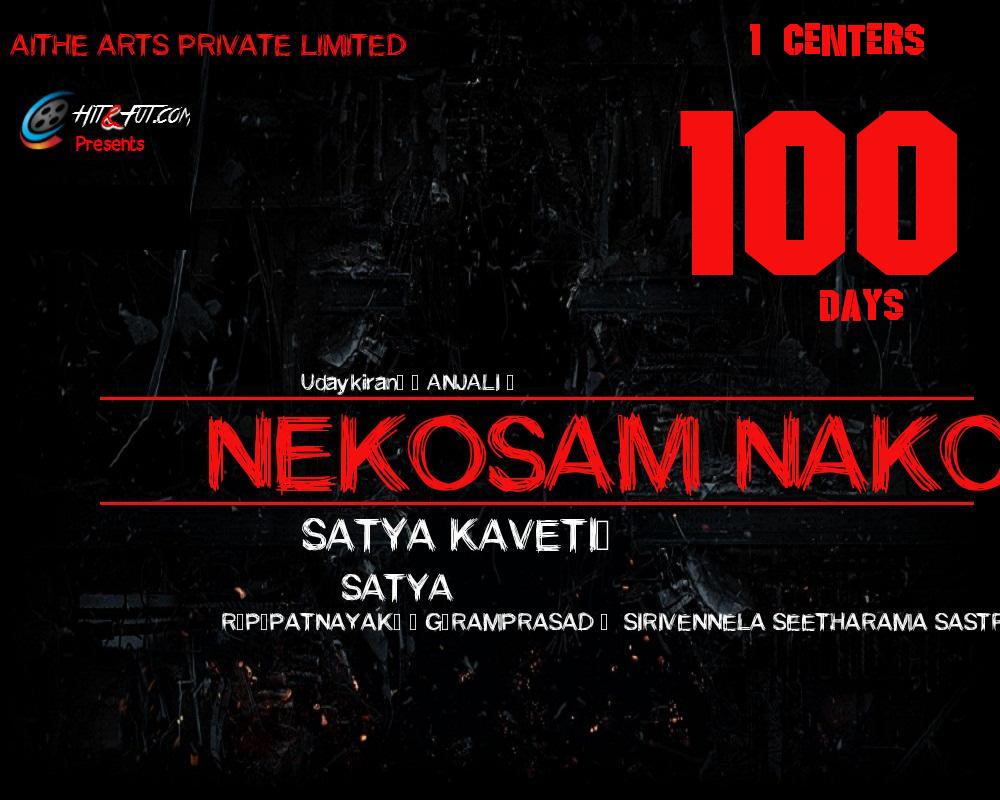 AITHE ARTS PRIVATE LIMITED
1 CENTERS
HIT&FUT.COM
Presents
100
DAYS
Udaykiran▯ ▯ ANJALI ▯
NEKOSAM NAKO
SATYA KAVETI▯
SATYA
R▯P▯PATNAYAK▯ ▯ G▯RAMPRASAD ▯ SIRIVENNELA SEETHARAMA SASTR